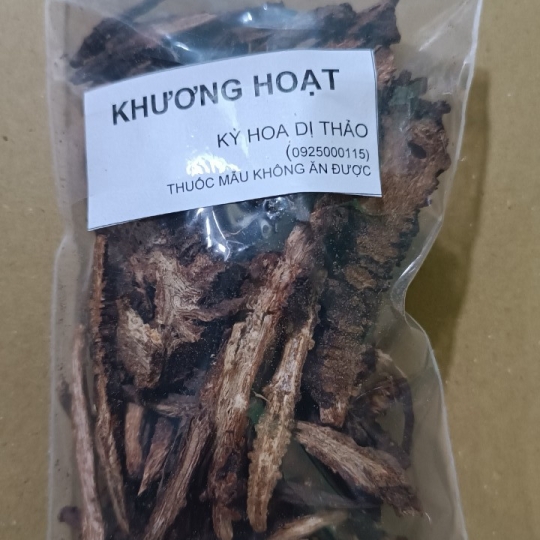 KHƯƠNG HOẠT
KỲ HOA DỊ THẢO
(0925000115)
THUỐC MẪU KHÔNG ĂN ĐƯỢC